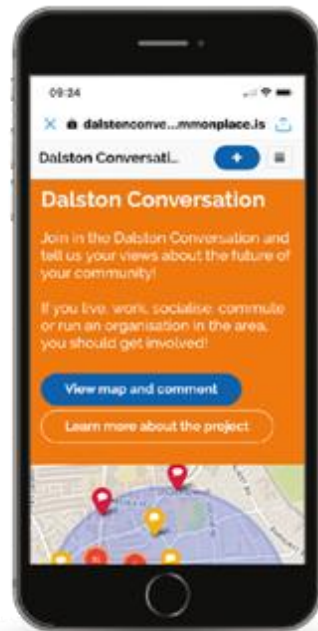 09:24
dalstenconve...mmonplace.is
Dalston Conversati...
+
Dalston Conversation
Join in the Dalston Conversation and
tell us your views about the future of
your community!
If you live, work, socialise, commute
or run an organisation in the area,
you should get involved!
View map and comment
Learn more about the project